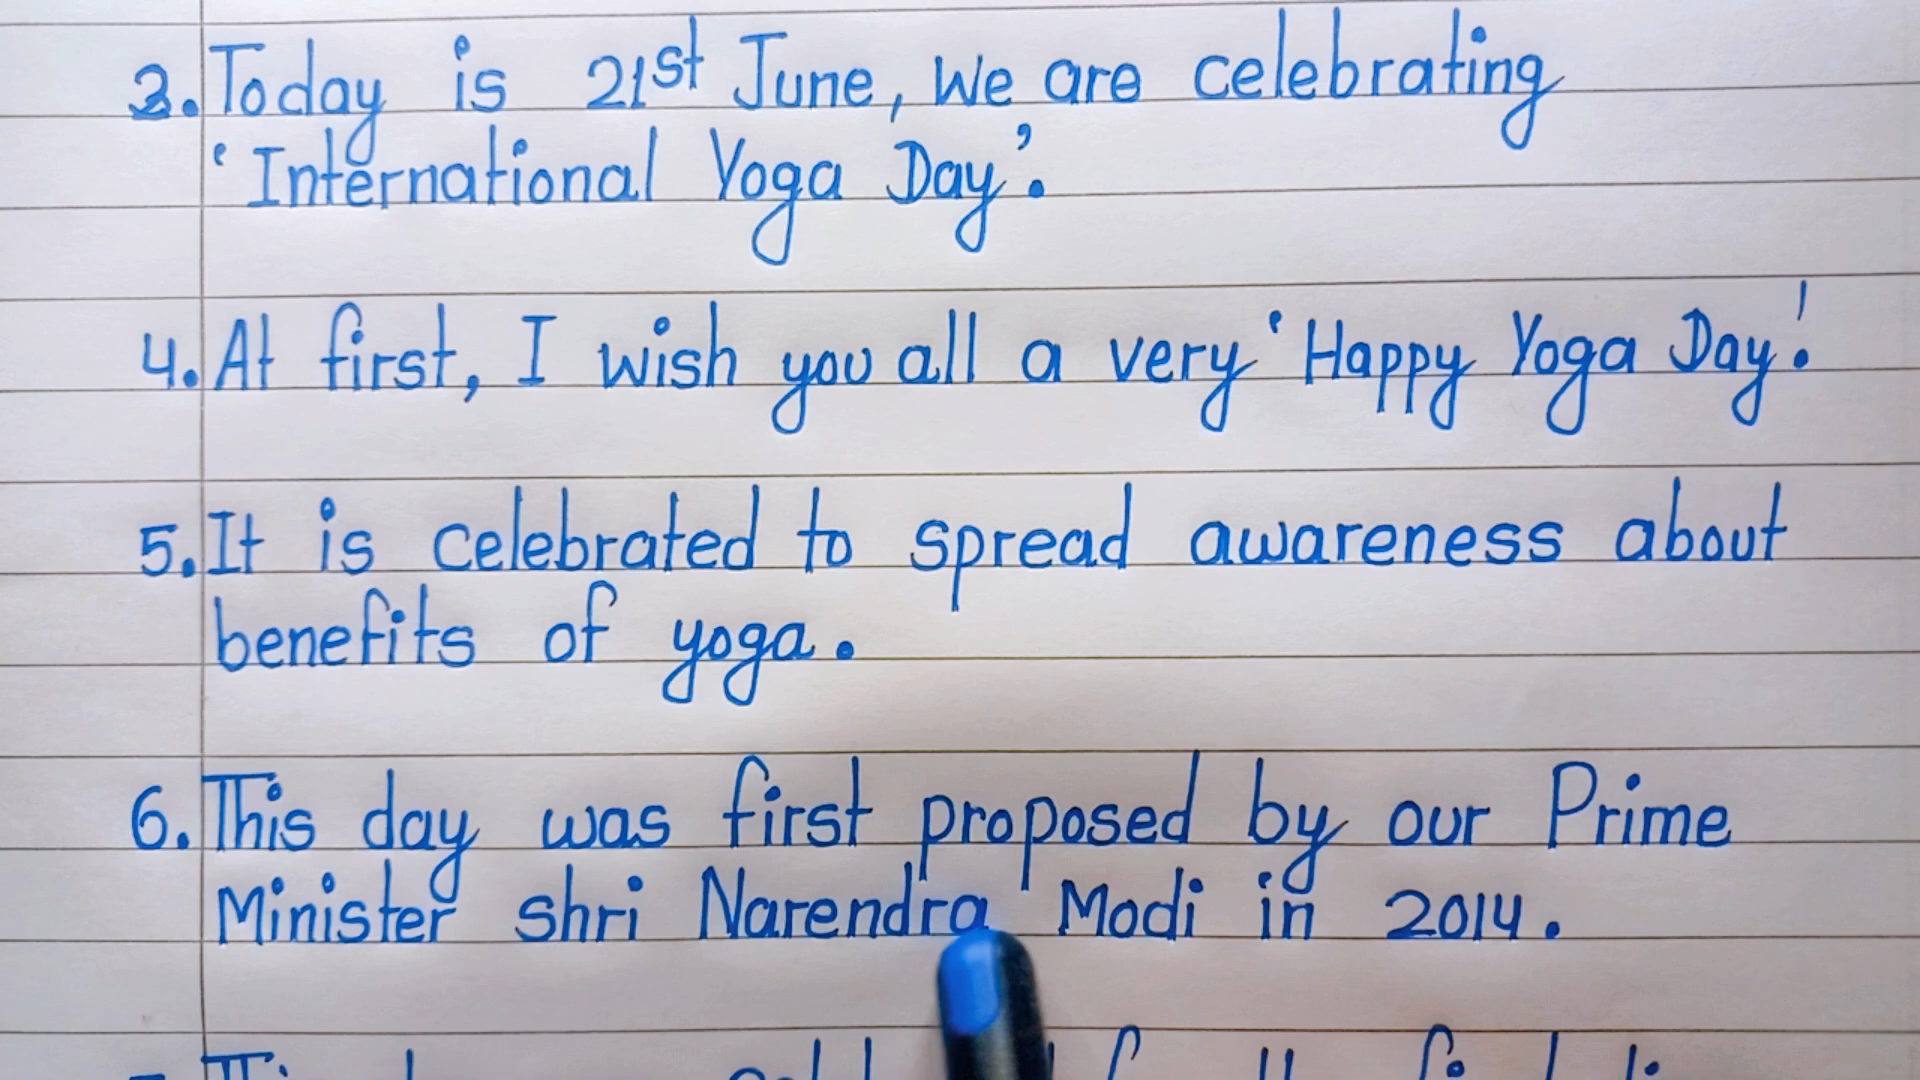 3. Today is 21st June, We are celebrating
'International Yoga Day'.
4. At first, I wish you all a very 'Happy Yoga Day'.
5. It is celebrated to spread awareness about
benefits of yoga.
6. This day was first proposed by our Prime
Minister shri Narendra Modi in 2014.